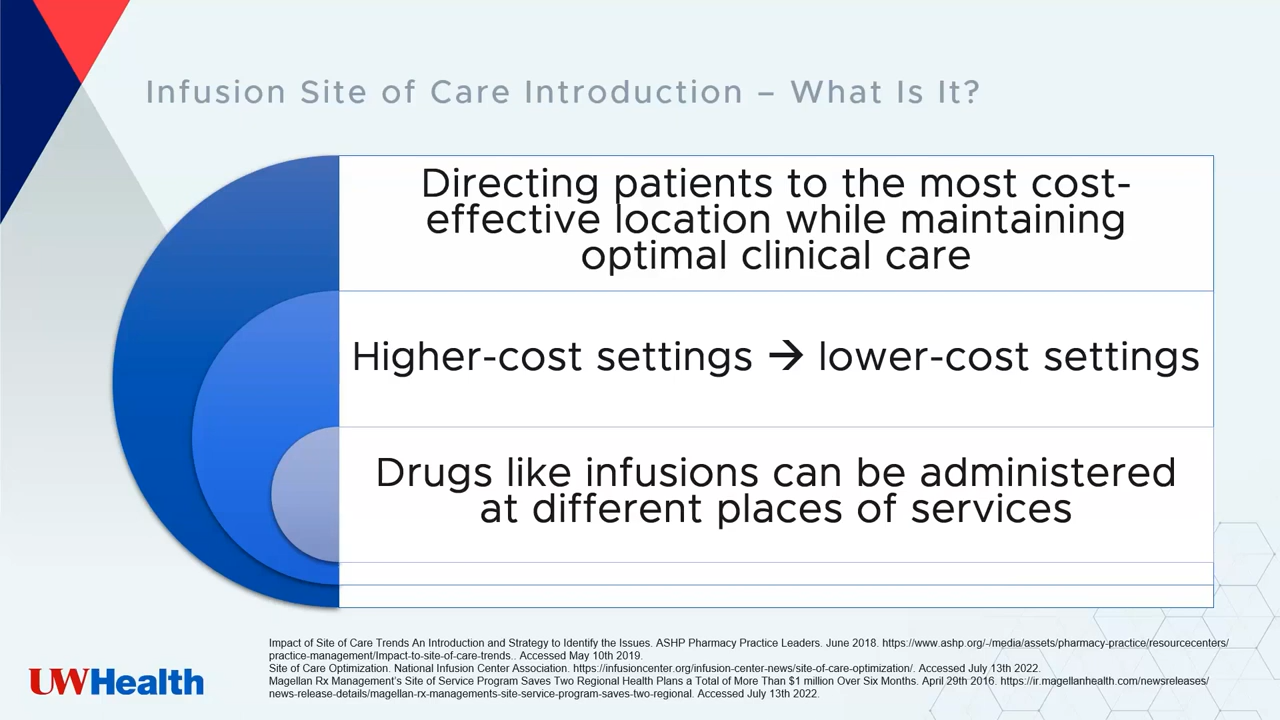 Infusion Site of Care Introduction – What Is It?
Directing patients to the most cost-
effective location while maintaining
optimal clinical care
Higher-cost settings → lower-cost settings
Drugs like infusions can be administered
at different places of services
Impact of Site of Care Trends An Introduction and Strategy to Identify the Issues. ASHP Pharmacy Practice Leaders. June 2018. https://www.ashp.org/-/media/assets/pharmacy-practice/resourcecenters/
practice-management/Impact-to-site-of-care-trends.. Accessed May 10th 2019.
Site of Care Optimization. National Infusion Center Association. https://infusioncenter.org/infusion-center-news/site-of-care-optimization/. Accessed July 13th 2022.
Magellan Rx Management's Site of Service Program Saves Two Regional Health Plans a Total of More Than $1 million Over Six Months. April 29th 2016. https://ir.magellanhealth.com/newsreleases/
news-release-details/magellan-rx-managements-site-service-program-saves-two-regional. Accessed July 13th 2022.
UWHealth